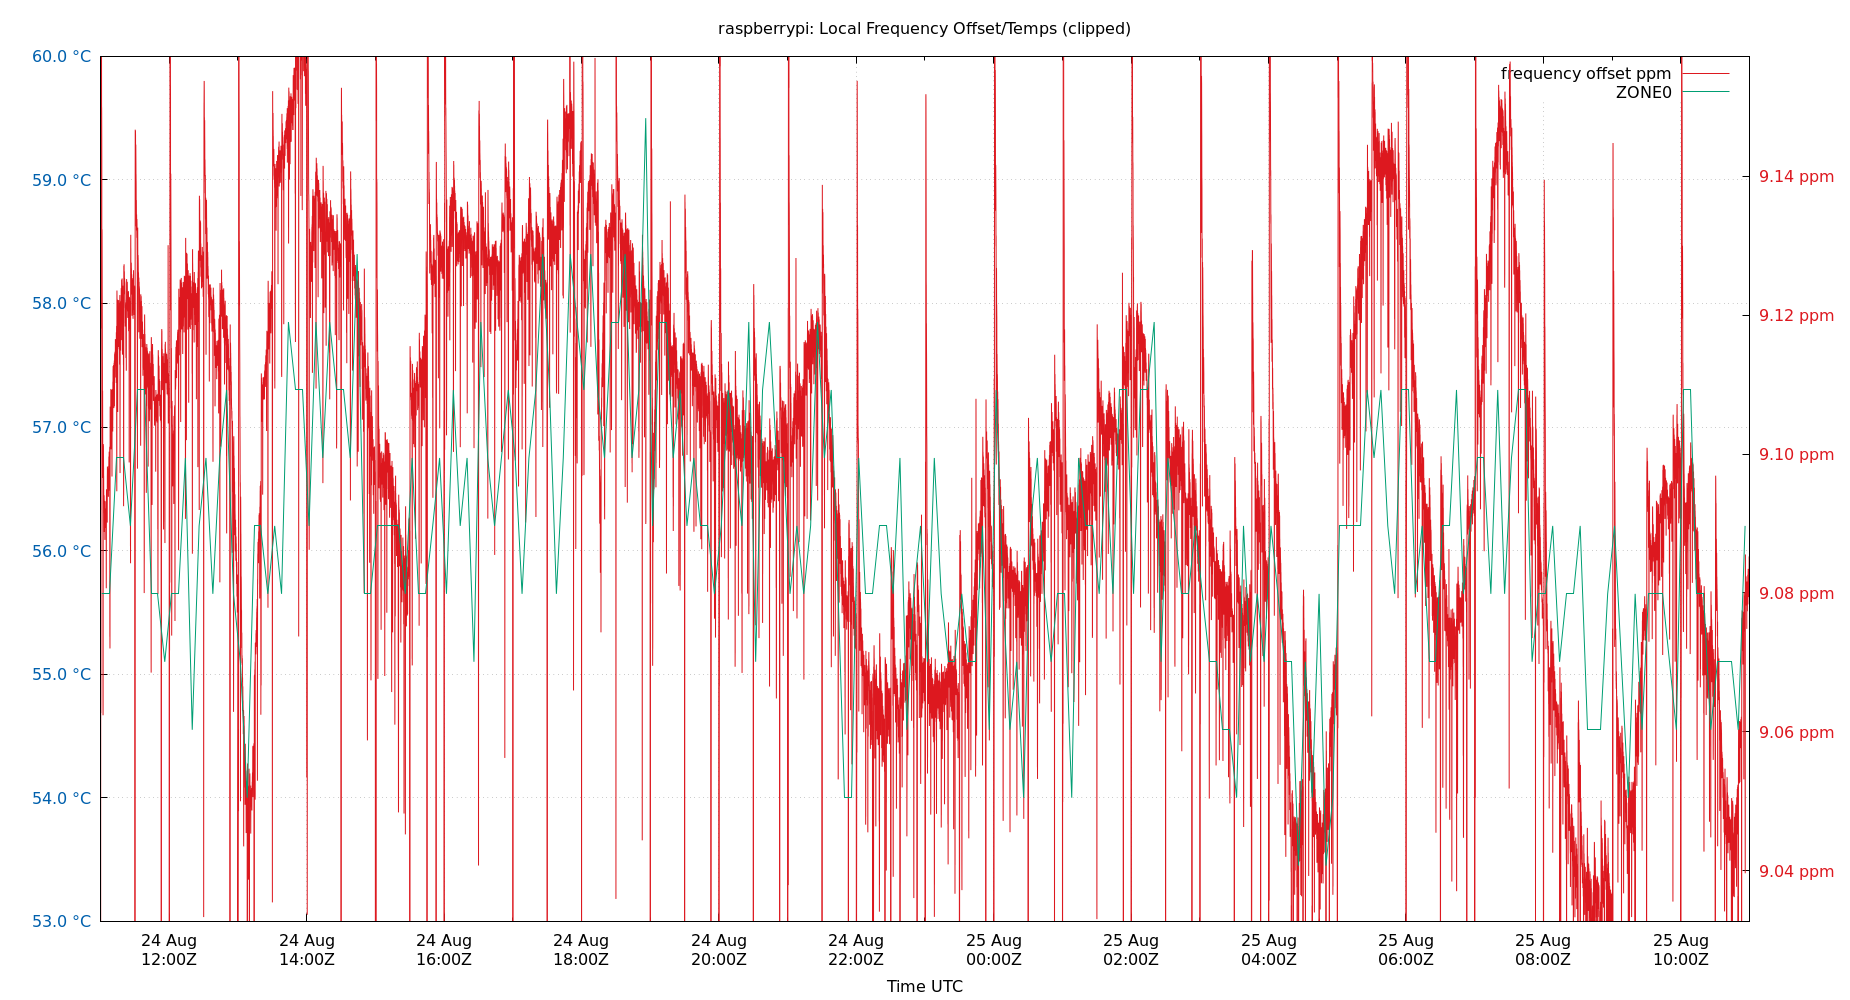 raspberrypi: Local Frequency Offset/Temps (clipped)
frequency offset ppm
ZONE0
60.0 °C
59.0 °C
58.0 °C
57.0 °C
56.0 °C
55.0 °C
54.0 °C
53.0 °C
9.14 ppm
9.12 ppm
9.10 ppm
9.08 ppm
9.06 ppm
9.04 ppm
24 Aug
12:00Z
24 Aug
14:00Z
24 Aug
16:00Z
24 Aug
18:00Z
24 Aug
20:00Z
24 Aug
22:00Z
25 Aug
00:00Z
25 Aug
02:00Z
25 Aug
04:00Z
25 Aug
06:00Z
25 Aug
08:00Z
25 Aug
10:00Z
Time UTC